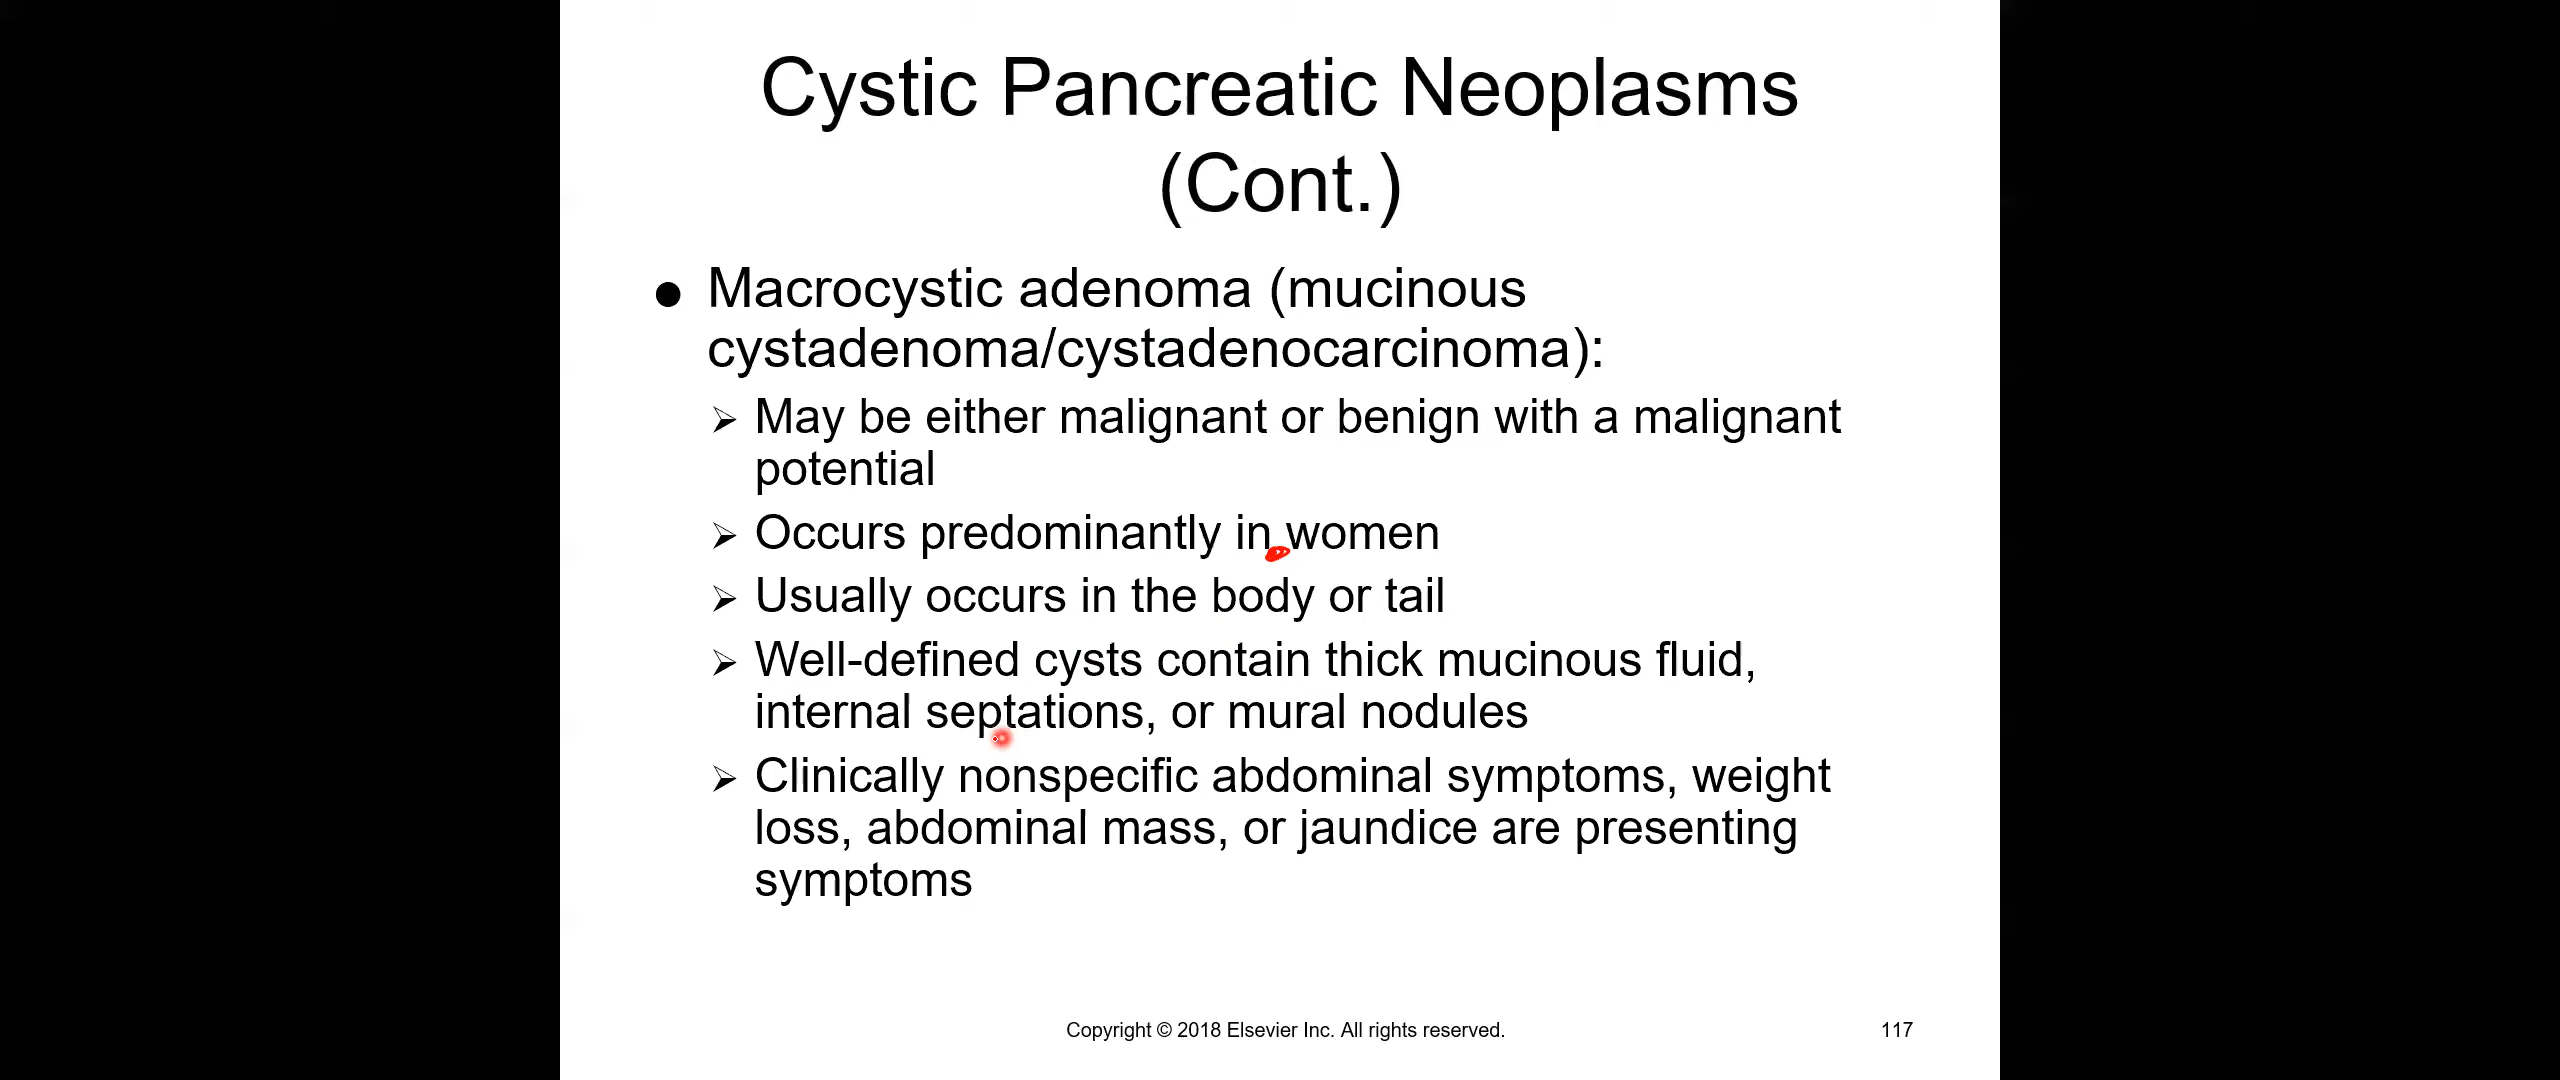 Cystic Pancreatic Neoplasms
(Cont.)
● Macrocystic adenoma (mucinous
cystadenoma/cystadenocarcinoma):
➢ May be either malignant or benign with a malignant
potential
➢ Occurs predominantly in women
➢ Usually occurs in the body or tail
➢ Well-defined cysts contain thick mucinous fluid,
internal septations, or mural nodules
➢ Clinically nonspecific abdominal symptoms, weight
loss, abdominal mass, or jaundice are presenting
symptoms
Copyright © 2018 Elsevier Inc. All rights reserved.
117